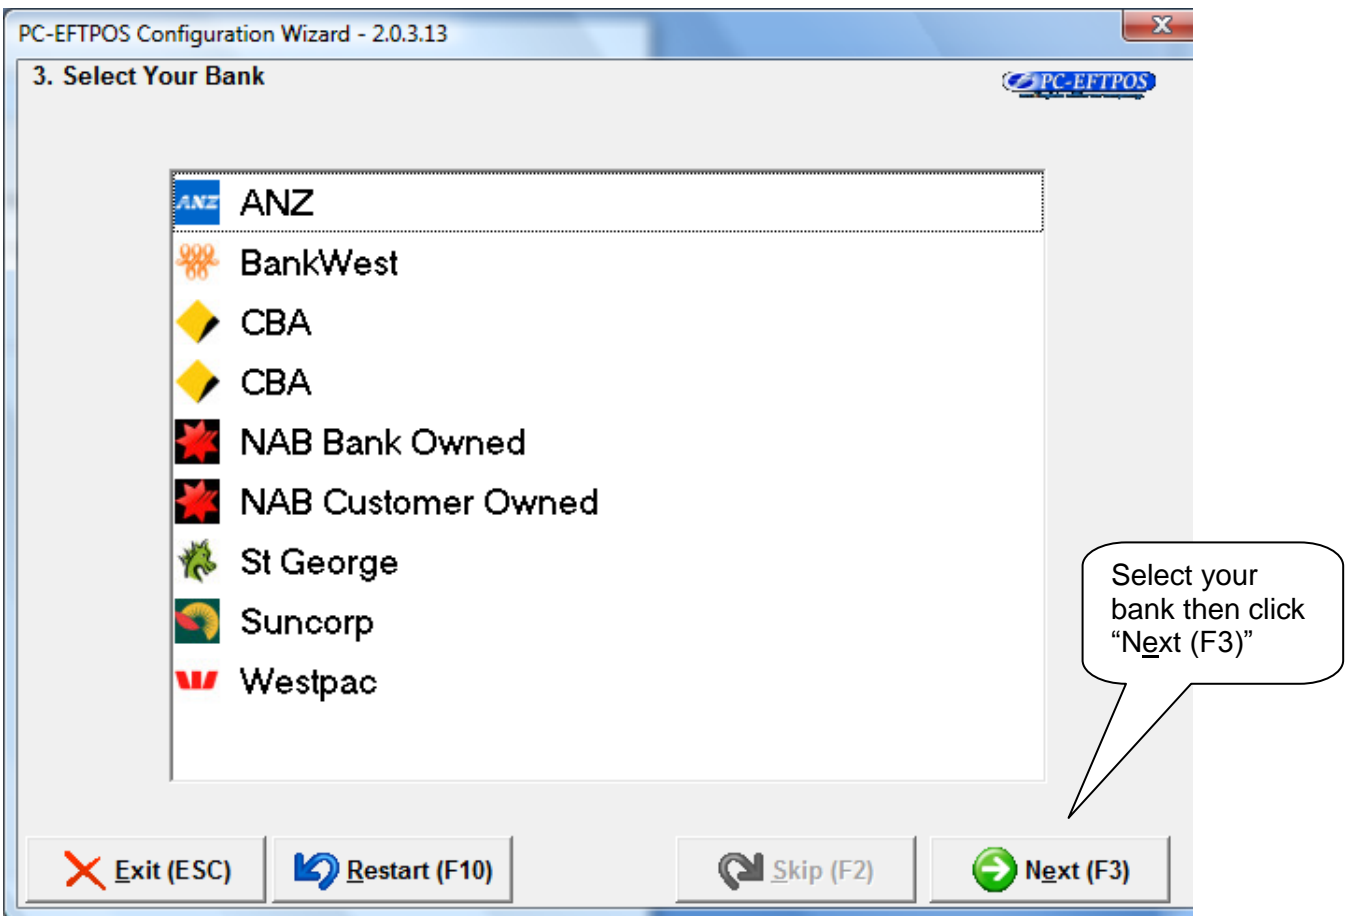 PC-EFTPOS Configuration Wizard - 2.0.3.13
X
3. Select Your Bank
PC-EFTPOS
ANZ ANZ
BankWest
CBA
CBA
NAB Bank Owned
NAB Customer Owned
St George
Suncorp
Westpac
Select your
bank then click
“Next (F3)”
Exit (ESC)
Restart (F10)
Skip (F2)
Next (F3)